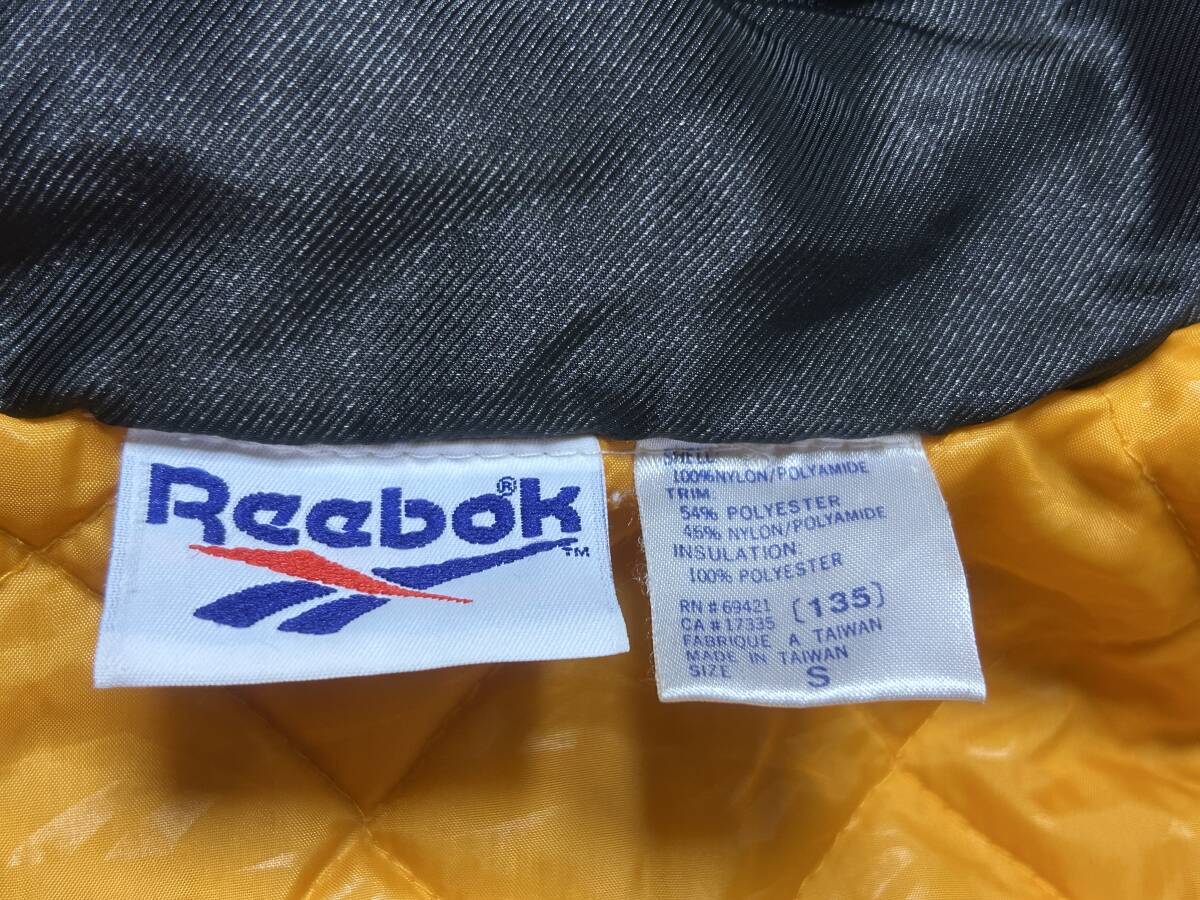 Reebok®
™
SHELL:
100%NYLON/POLYAMIDE
TRIM:
54% POLYESTER
46% NYLON/POLYAMIDE
INSULATION:
100% POLYESTER
RN # 69421 [135]
CA # 17335
FABRIQUE A TAIWAN
MADE IN TAIWAN
SIZE S